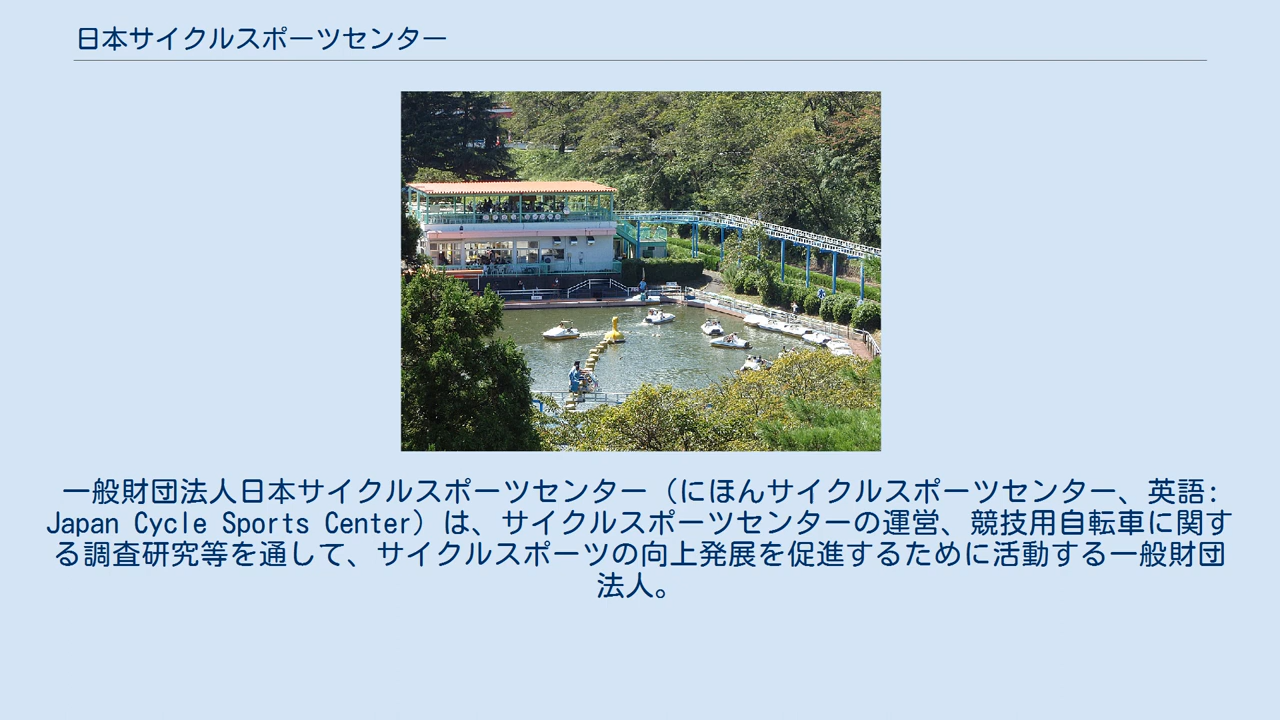 日本サイクルスポーツセンター
一般財団法人日本サイクルスポーツセンター（にほんサイクルスポーツセンター、英語:
Japan Cycle Sports Center）は、サイクルスポーツセンターの運営、競技用自転車に関す
る調査研究等を通して、サイクルスポーツの向上発展を促進するために活動する一般財団
法人。